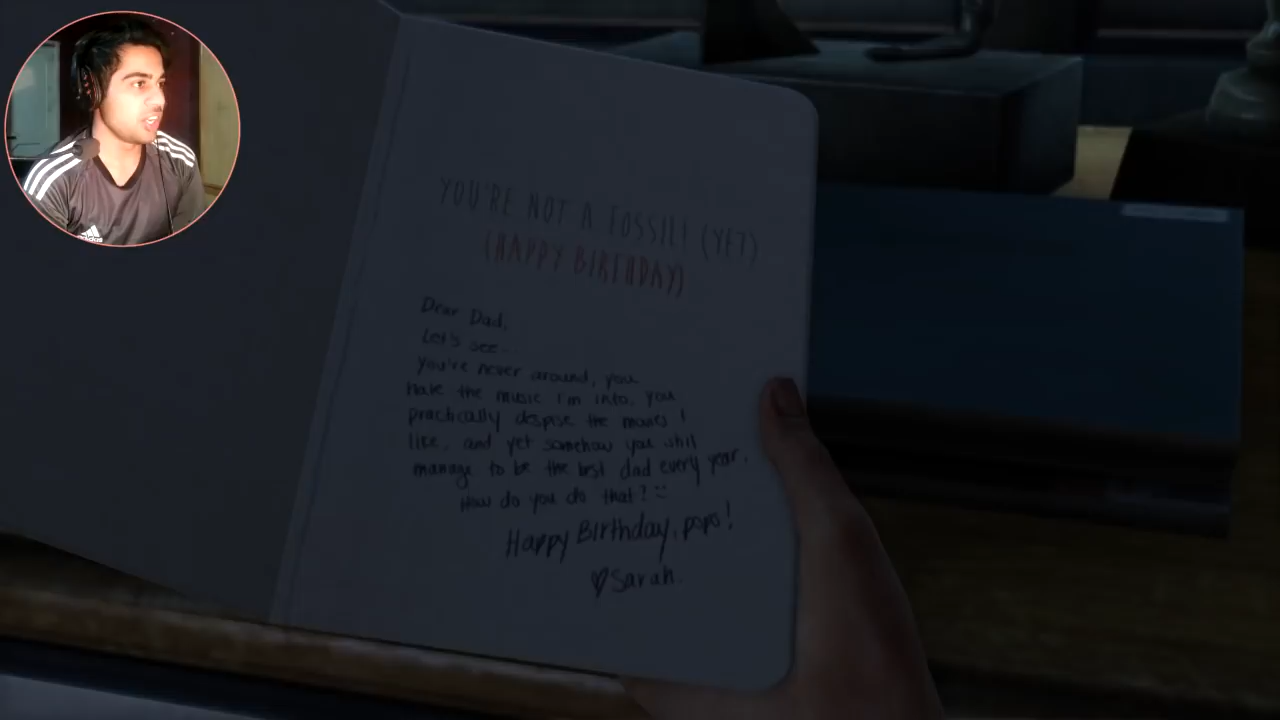 YOU'RE NOT A FOSSIL! (YET)
(HAPPY BIRTHDAY)
Dear Dad,
Let's see...
You're never around, you
hate the music I'm into, you
practically despise the movies I
like, and yet somehow you still
manage to be the best dad every year.
How do you do that? :)
Happy Birthday, papa!
♥Sarah.